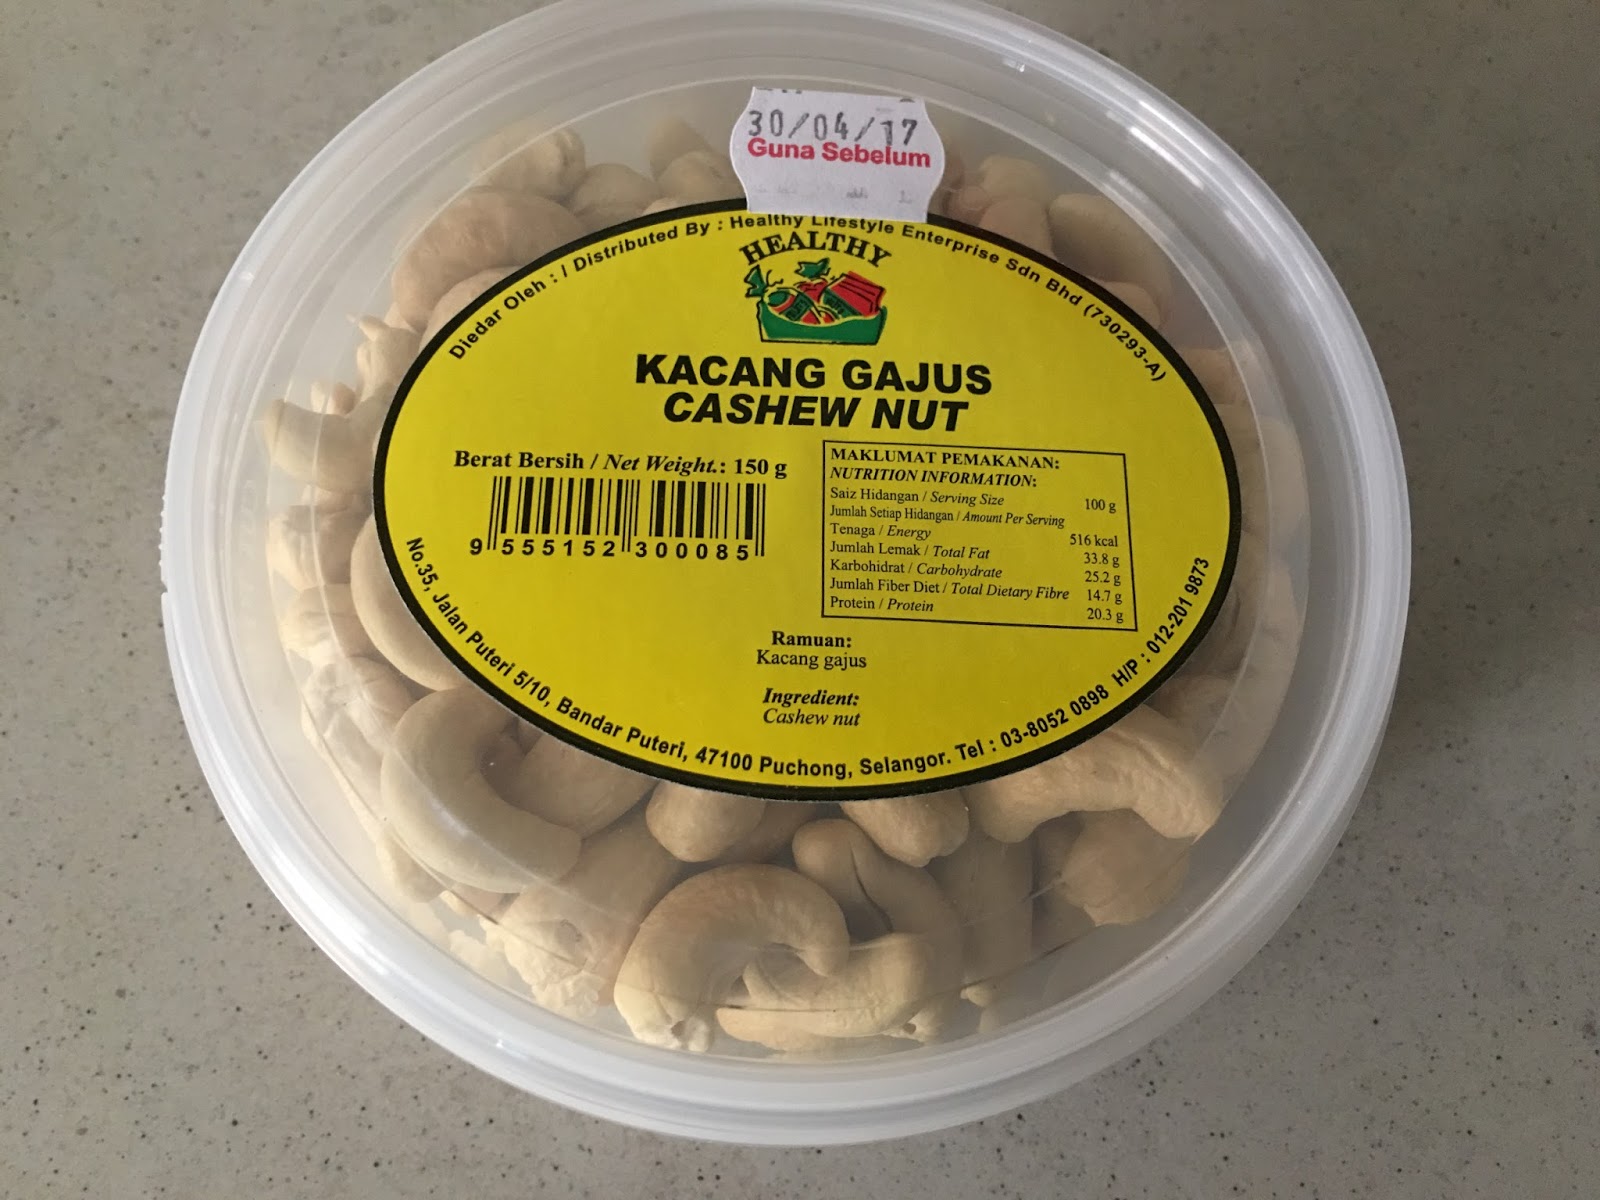 30/04/17
Guna Sebelum
Diedar Oleh : / Distributed By : Healthy Lifestyle Enterprise Sdn Bhd (730293-A)
HEALTHY
KACANG GAJUS
CASHEW NUT
Berat Bersih / Net Weight.: 150 g
9 555152 300085
MAKLUMAT PEMAKANAN:
NUTRITION INFORMATION:
Saiz Hidangan / Serving Size 100 g
Jumlah Setiap Hidangan / Amount Per Serving
Tenaga / Energy 516 kcal
Jumlah Lemak / Total Fat 33.8 g
Karbohidrat / Carbohydrate 25.2 g
Jumlah Fiber Diet / Total Dietary Fibre 14.7 g
Protein / Protein 20.3 g
Ramuan:
Kacang gajus
Ingredient:
Cashew nut
No.35, Jalan Puteri 5/10, Bandar Puteri, 47100 Puchong, Selangor. Tel : 03-8052 0898 H/P : 012-201 9873